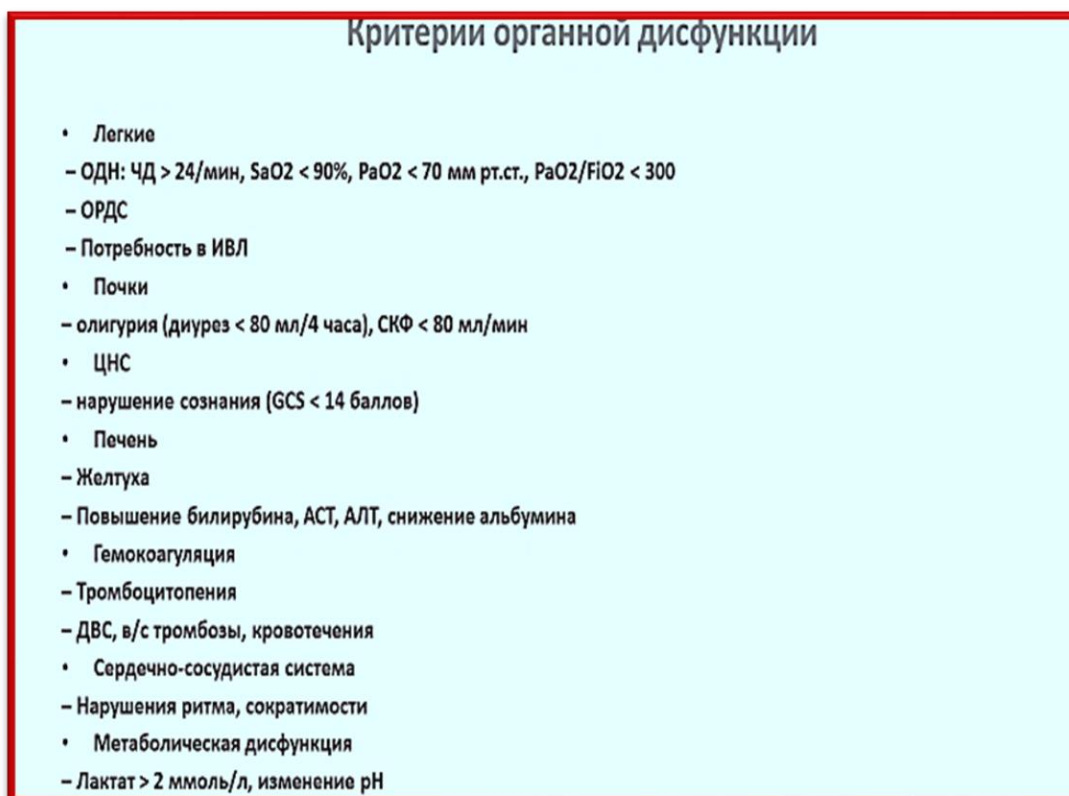 Критерии органной дисфункции
• Легкие
– ОДН: ЧД > 24/мин, SaO2 < 90%, PaO2 < 70 мм рт.ст., PaO2/FiO2 < 300
– ОРДС
– Потребность в ИВЛ
• Почки
– олигурия (диурез < 80 мл/4 часа), СКФ < 80 мл/мин
• ЦНС
– нарушение сознания (GCS < 14 баллов)
• Печень
– Желтуха
– Повышение билирубина, АСТ, АЛТ, снижение альбумина
• Гемокоагуляция
– Тромбоцитопения
– ДВС, в/с тромбозы, кровотечения
• Сердечно-сосудистая система
– Нарушения ритма, сократимости
• Метаболическая дисфункция
– Лактат > 2 ммоль/л, изменение pH